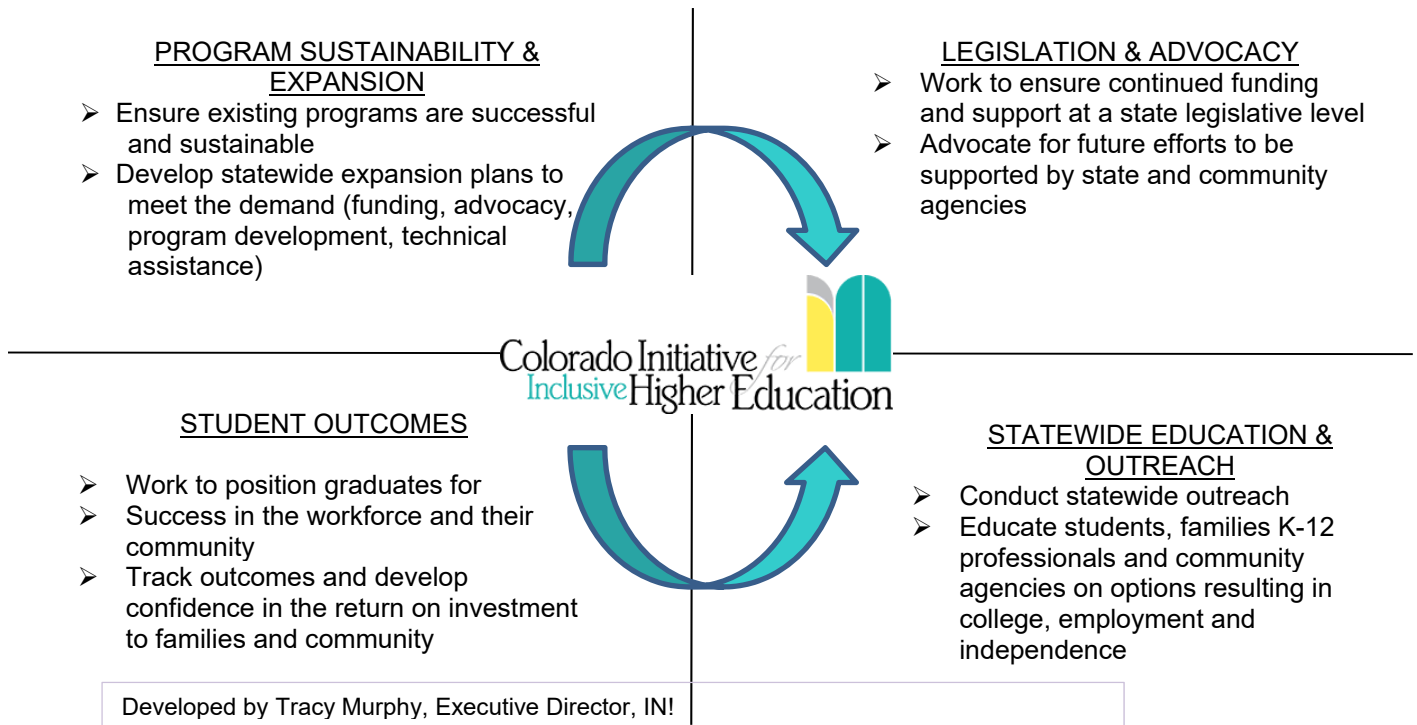 PROGRAM SUSTAINABILITY &
EXPANSION
➢ Ensure existing programs are successful
and sustainable
➢ Develop statewide expansion plans to
meet the demand (funding, advocacy,
program development, technical
assistance)
LEGISLATION & ADVOCACY
➢ Work to ensure continued funding
and support at a state legislative level
➢ Advocate for future efforts to be
supported by state and community
agencies
Colorado Initiative for
Inclusive Higher Education
STUDENT OUTCOMES
➢ Work to position graduates for
➢ Success in the workforce and their
community
➢ Track outcomes and develop
confidence in the return on investment
to families and community
STATEWIDE EDUCATION &
OUTREACH
➢ Conduct statewide outreach
➢ Educate students, families K-12
professionals and community
agencies on options resulting in
college, employment and
independence
Developed by Tracy Murphy, Executive Director, IN!